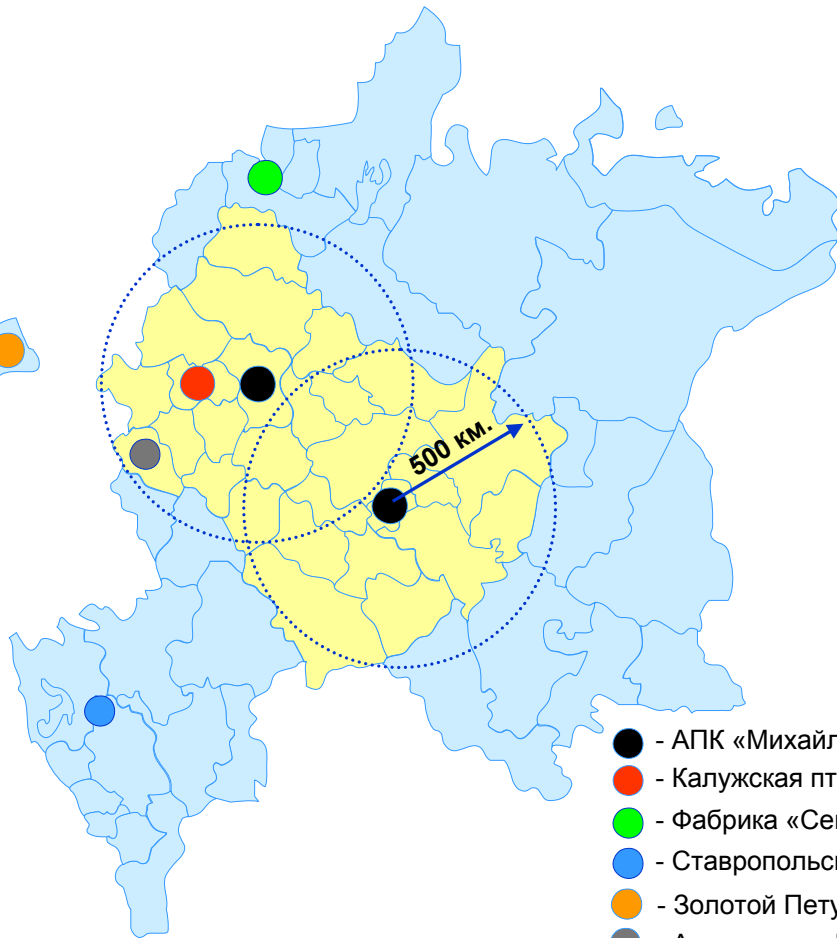 500 км.
- АПК «Михайл
- Калужская пт
- Фабрика «Се
- Ставропольс
- Золотой Пету